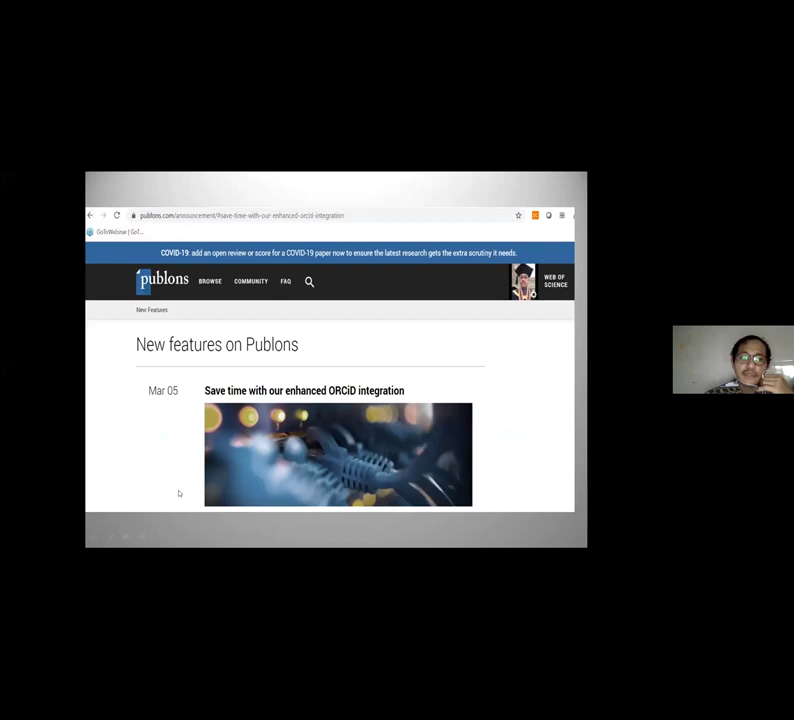 publons.com/announcement/#save-time-with-our-enhanced-orcid-integration
GoToWebinar | GoT...
COVID-19: add an open review or score for a COVID-19 paper now to ensure the latest research gets the extra scrutiny it needs.
publons BROWSE COMMUNITY FAQ WEB OF SCIENCE
New Features
New features on Publons
Mar 05 Save time with our enhanced ORCiD integration